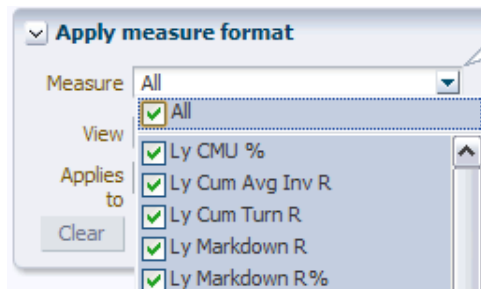 Apply measure format
Measure All
All
View
Ly CMU %
Ly Cum Avg Inv R
Applies to
Ly Cum Turn R
Clear
Ly Markdown R
Ly Markdown R%